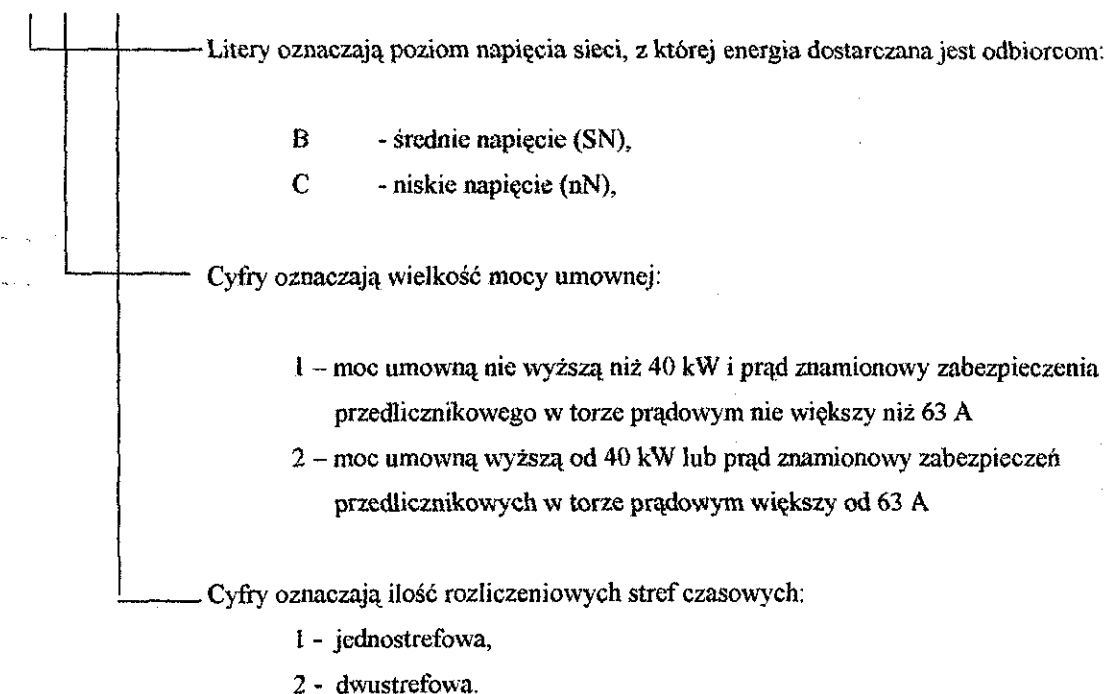 Litery oznaczają poziom napięcia sieci, z której energia dostarczana jest odbiorcom:
B - średnie napięcie (SN),
C - niskie napięcie (nN),
Cyfry oznaczają wielkość mocy umownej:
1 – moc umowną nie wyższą niż 40 kW i prąd znamionowy zabezpieczenia
przedlicznikowego w torze prądowym nie większy niż 63 A
2 – moc umowną wyższą od 40 kW lub prąd znamionowy zabezpieczeń
przedlicznikowych w torze prądowym większy od 63 A
Cyfry oznaczają ilość rozliczeniowych stref czasowych:
1 - jednostrefowa,
2 - dwustrefowa.